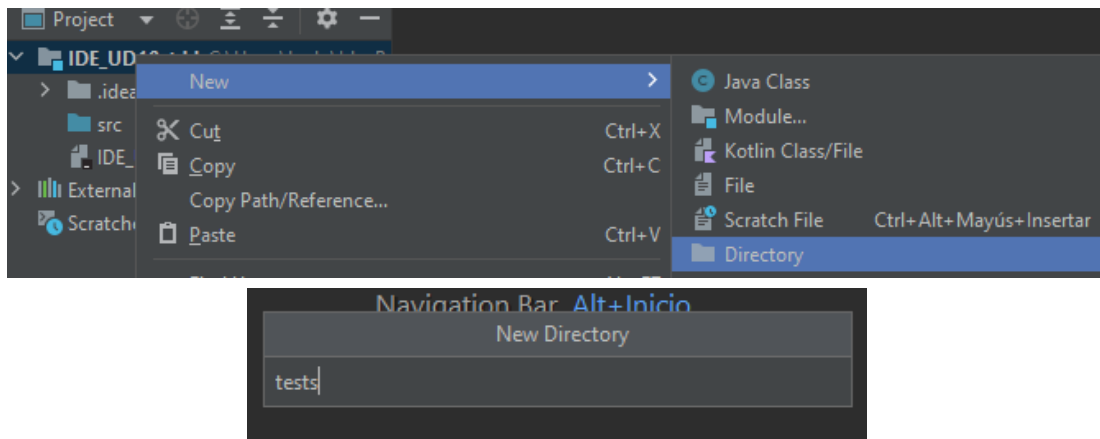 Project
IDE_UD
New
Java Class
.idea
Module...
src
Cut Ctrl+X
Kotlin Class/File
IDE_
Copy Ctrl+C
File
External
Copy Path/Reference...
Scratch File Ctrl+Alt+Mayús+Insertar
Scratche
Paste Ctrl+V
Directory
Navigation Bar Alt+Inicio
New Directory
tests